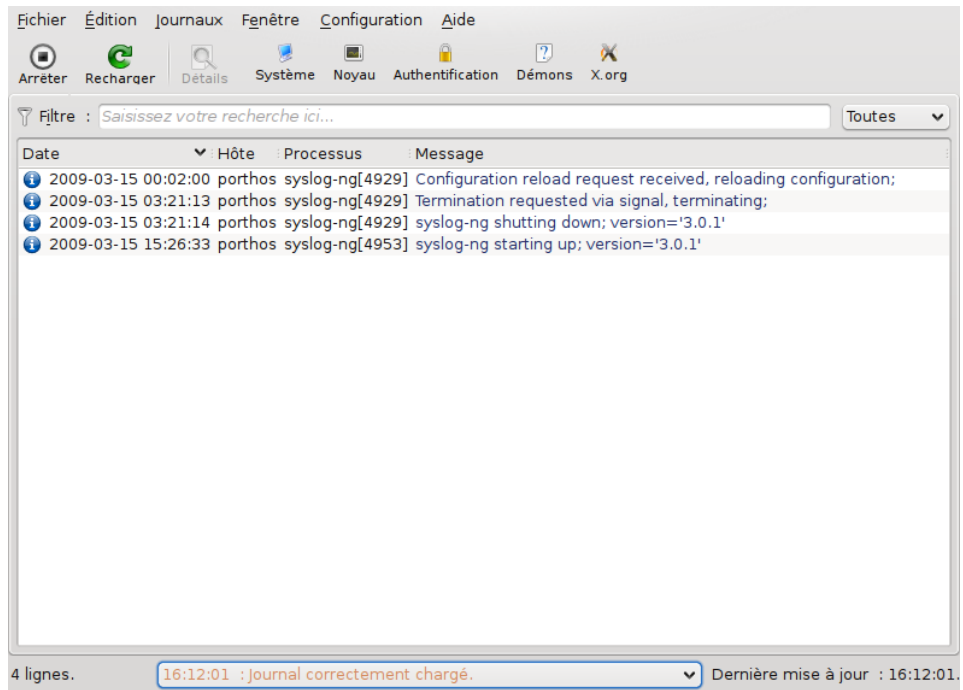 Fichier Édition Journaux Fenêtre Configuration Aide
Arrêter Recharger Détails Système Noyau Authentification Démons X.org
Filtre : Saisissez votre recherche ici... Toutes
Date Hôte Processus Message
2009-03-15 00:02:00 porthos syslog-ng[4929] Configuration reload request received, reloading configuration;
2009-03-15 03:21:13 porthos syslog-ng[4929] Termination requested via signal, terminating;
2009-03-15 03:21:14 porthos syslog-ng[4929] syslog-ng shutting down; version='3.0.1'
2009-03-15 15:26:33 porthos syslog-ng[4953] syslog-ng starting up; version='3.0.1'
4 lignes. 16:12:01 : Journal correctement chargé. Dernière mise à jour : 16:12:01.